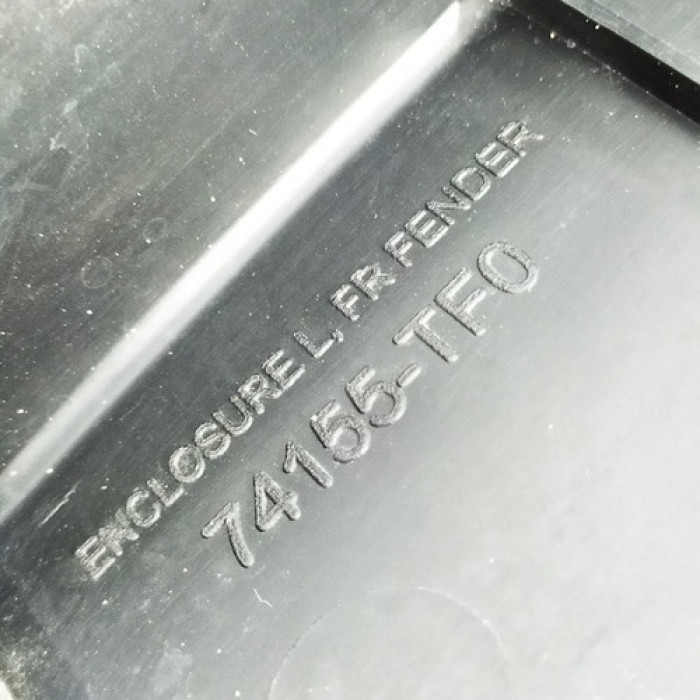 ENCLOSURE L, FR FENDER
74155-TF0